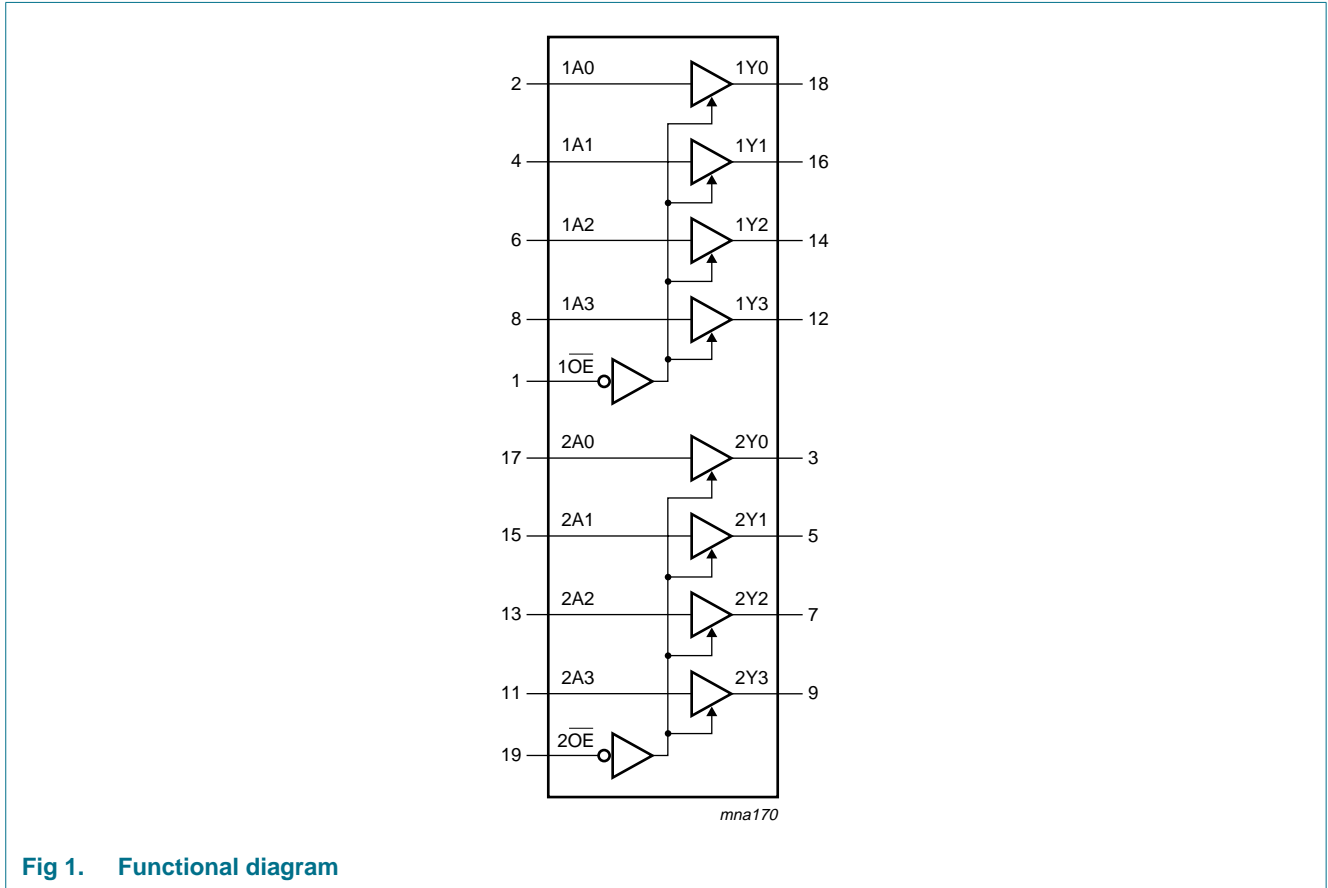 2 1A0 1Y0 18
4 1A1 1Y1 16
6 1A2 1Y2 14
8 1A3 1Y3 12
1 1O̅E̅
17 2A0 2Y0 3
15 2A1 2Y1 5
13 2A2 2Y2 7
11 2A3 2Y3 9
19 2O̅E̅
mna170
Fig 1. Functional diagram